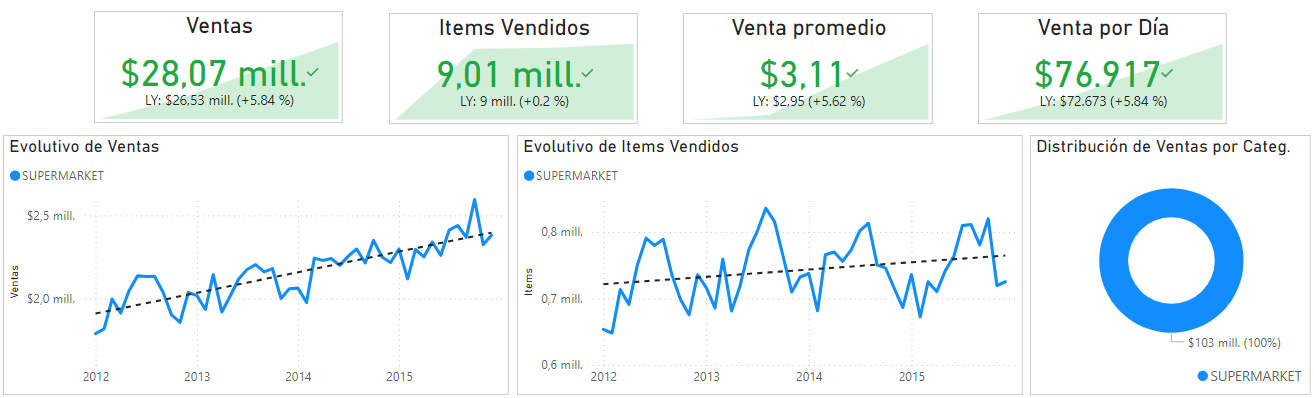 Ventas
$28,07 mill.
LY: $26,53 mill. (+5.84 %)
Items Vendidos
9,01 mill.
LY: 9 mill. (+0.2 %)
Venta promedio
$3,11
LY: $2,95 (+5.62 %)
Venta por Día
$76.917
LY: $72.673 (+5.84 %)
Evolutivo de Ventas
SUPERMARKET
Ventas
$2,5 mill.
$2,0 mill.
2012 2013 2014 2015
Evolutivo de Items Vendidos
SUPERMARKET
Items
0,8 mill.
0,7 mill.
0,6 mill.
2012 2013 2014 2015
Distribución de Ventas por Categ.
$103 mill. (100%)
SUPERMARKET